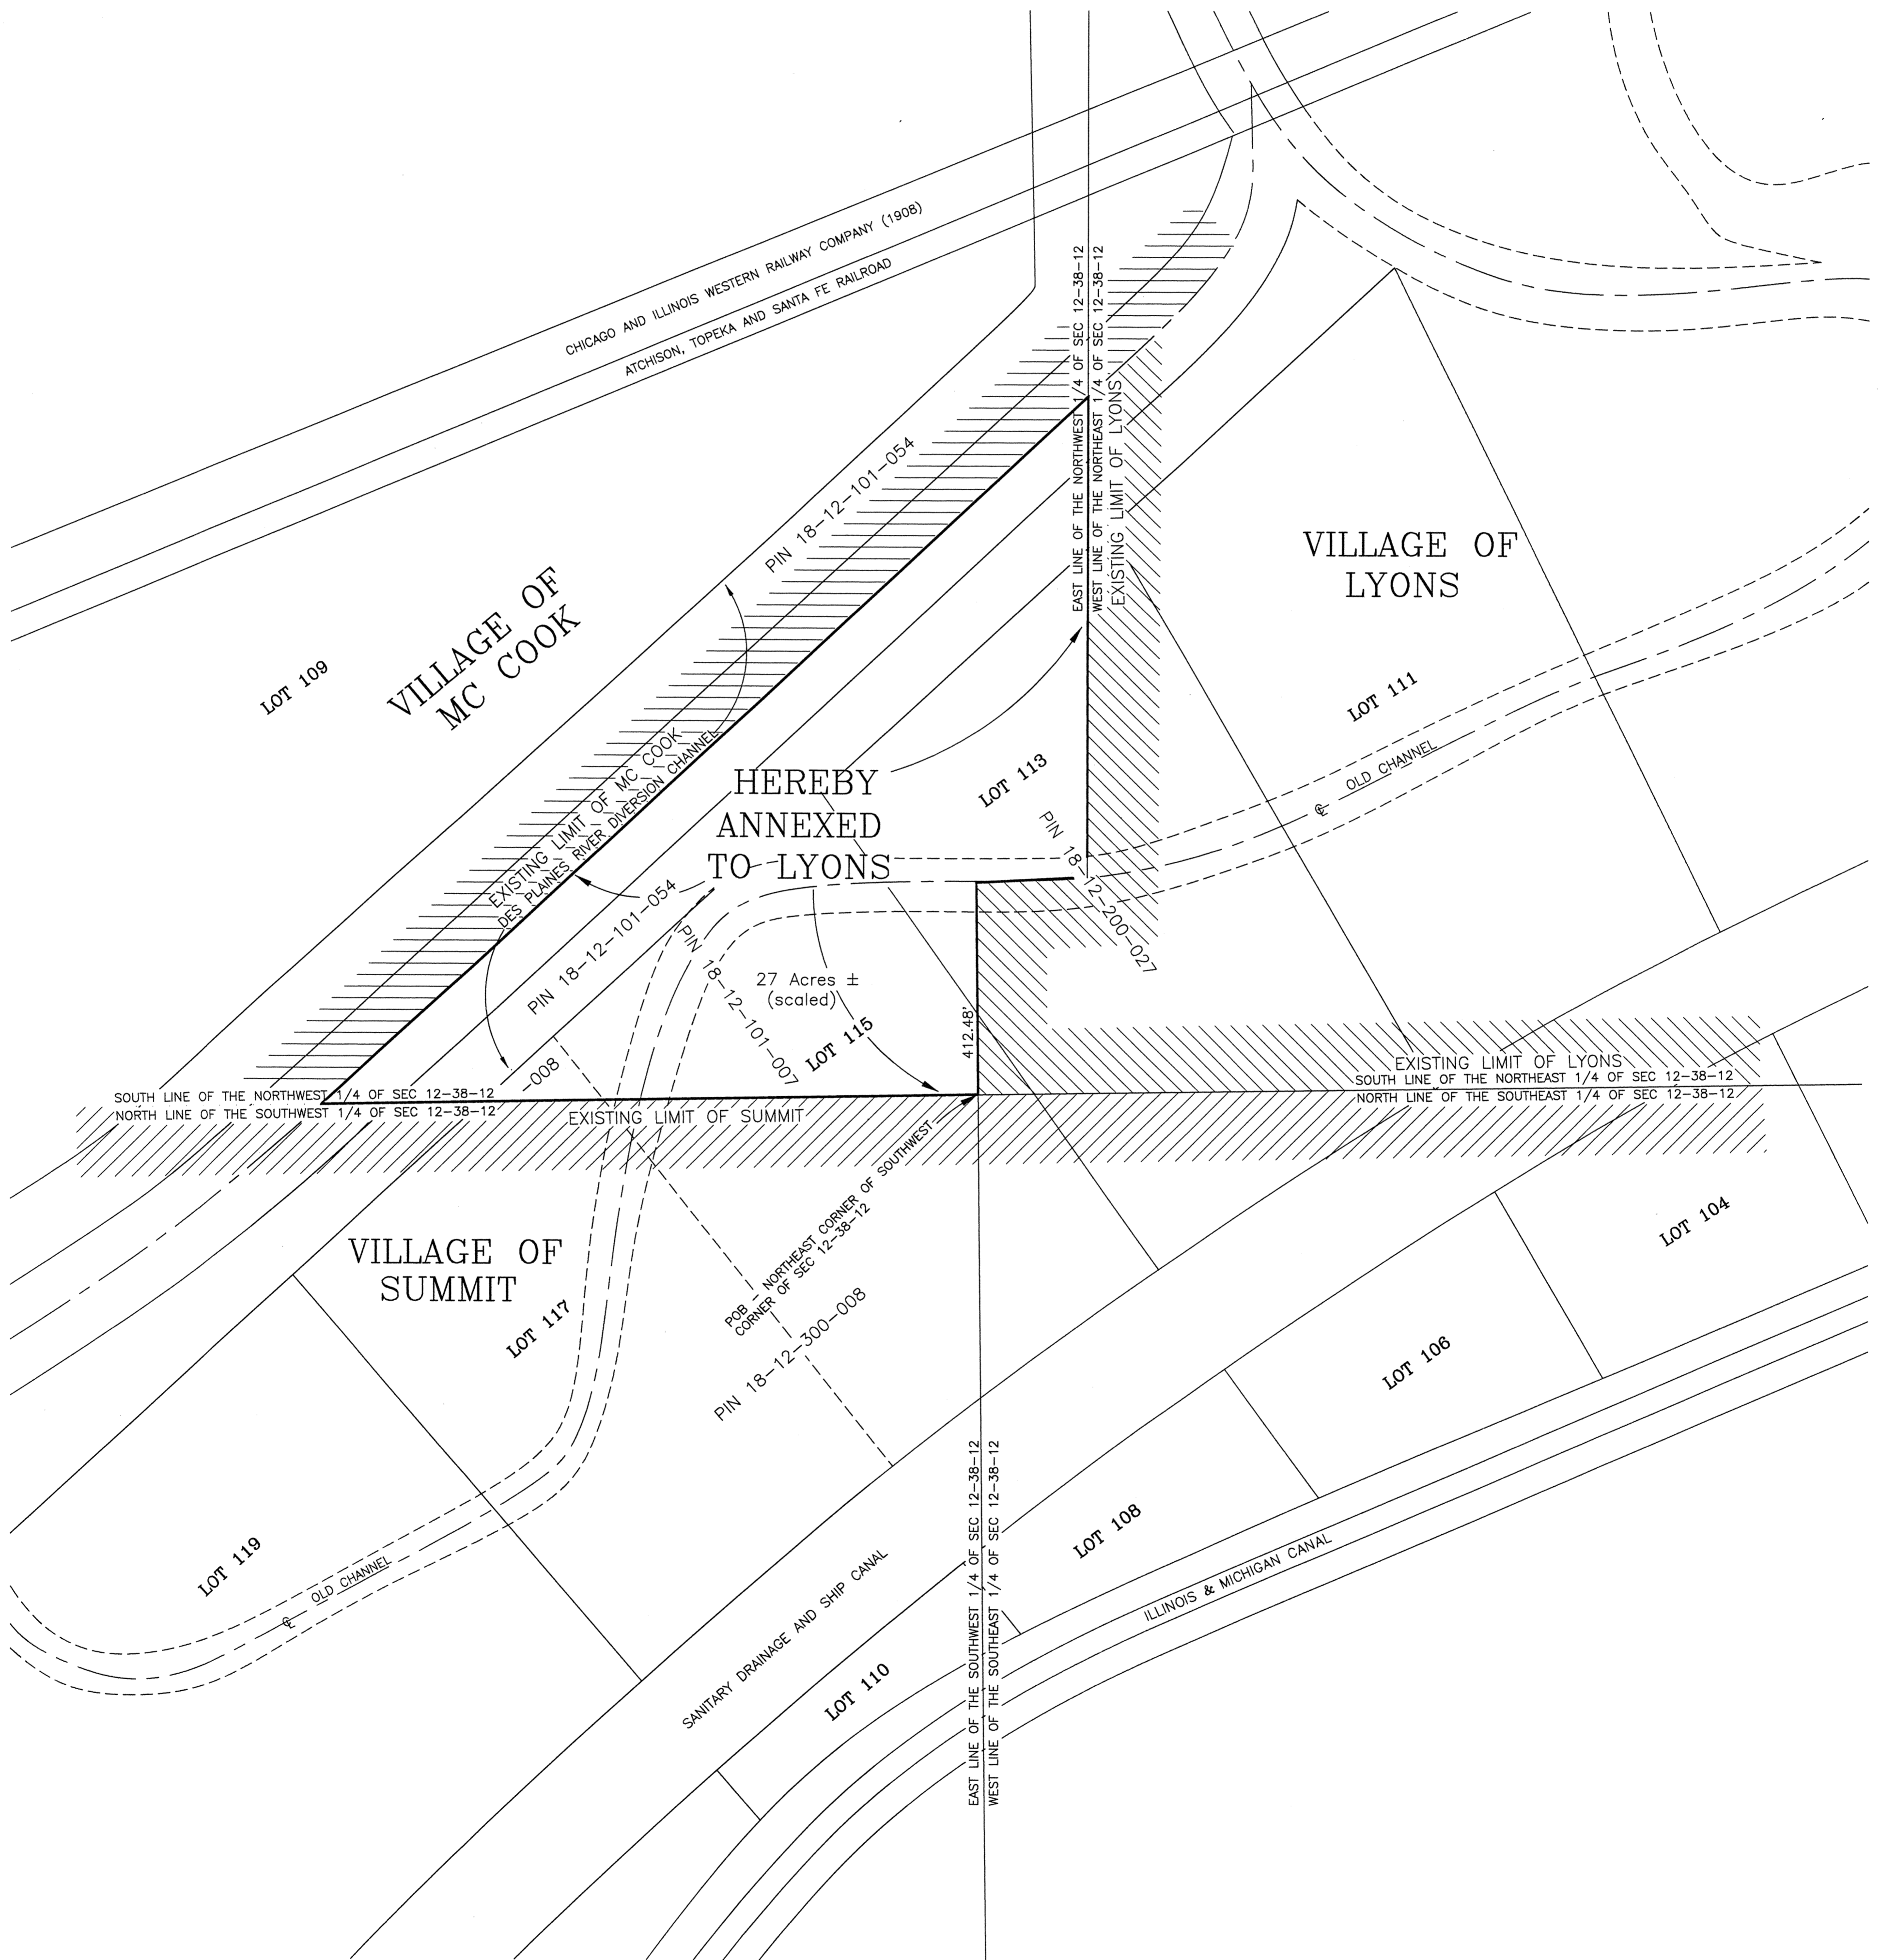 CHICAGO AND ILLINOIS WESTERN RAILWAY COMPANY (1908)
ATCHISON, TOPEKA AND SANTA FE RAILROAD
EAST LINE OF THE NORTHWEST 1/4 OF SEC 12-38-12
WEST LINE OF THE NORTHEAST 1/4 OF SEC 12-38-12
EXISTING LIMIT OF LYONS
PIN 18-12-101-054
VILLAGE OF
LYONS
VILLAGE OF
MC COOK
LOT 109
LOT 111
EXISTING LIMIT OF MC COOK
DES PLAINES RIVER DIVERSION CHANNEL
HEREBY
ANNEXED
TO LYONS
LOT 113
℄ OLD CHANNEL
PIN 18-12-200-027
PIN 18-12-101-054
PIN 18-12-101-007
27 Acres ±
(scaled)
LOT 115
412.48'
-008
EXISTING LIMIT OF LYONS
SOUTH LINE OF THE NORTHEAST 1/4 OF SEC 12-38-12
NORTH LINE OF THE SOUTHEAST 1/4 OF SEC 12-38-12
SOUTH LINE OF THE NORTHWEST 1/4 OF SEC 12-38-12
NORTH LINE OF THE SOUTHWEST 1/4 OF SEC 12-38-12
EXISTING LIMIT OF SUMMIT
POB - NORTHEAST CORNER OF SOUTHWEST
CORNER OF SEC 12-38-12
VILLAGE OF
SUMMIT
LOT 117
PIN 18-12-300-008
LOT 104
LOT 106
LOT 108
LOT 119
℄ OLD CHANNEL
SANITARY DRAINAGE AND SHIP CANAL
EAST LINE OF THE SOUTHWEST 1/4 OF SEC 12-38-12
WEST LINE OF THE SOUTHEAST 1/4 OF SEC 12-38-12
ILLINOIS & MICHIGAN CANAL
LOT 110